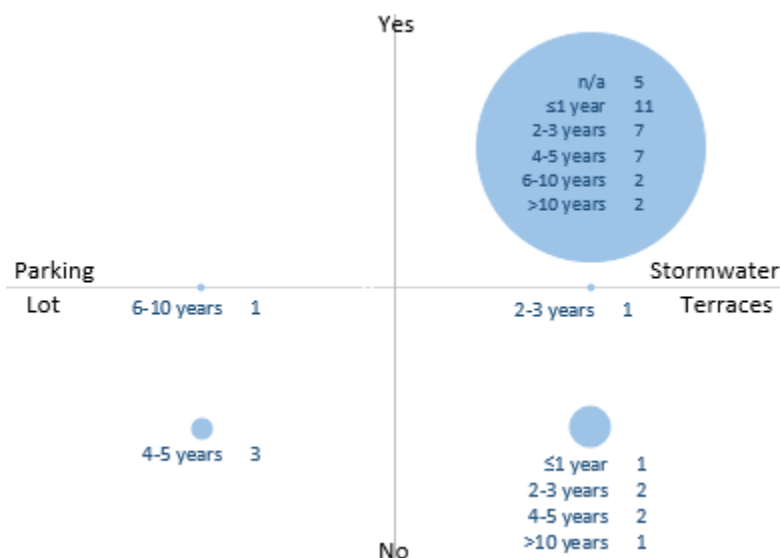 Yes
n/a 5
≤1 year 11
2-3 years 7
4-5 years 7
6-10 years 2
>10 years 2
Parking
Lot
Stormwater
Terraces
6-10 years 1
2-3 years 1
4-5 years 3
≤1 year 1
2-3 years 2
4-5 years 2
>10 years 1
No